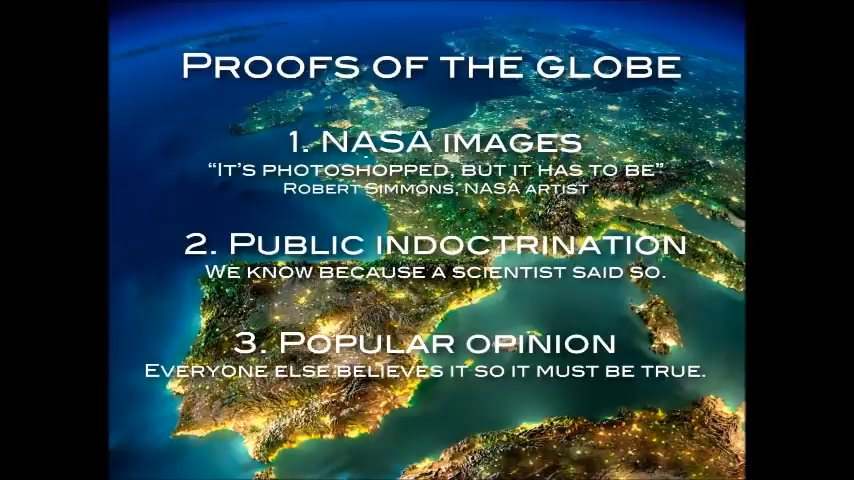 PROOFS OF THE GLOBE
1. NASA IMAGES
“IT'S PHOTOSHOPPED, BUT IT HAS TO BE”
ROBERT SIMMONS, NASA ARTIST
2. PUBLIC INDOCTRINATION
WE KNOW BECAUSE A SCIENTIST SAID SO.
3. POPULAR OPINION
EVERYONE ELSE BELIEVES IT SO IT MUST BE TRUE.